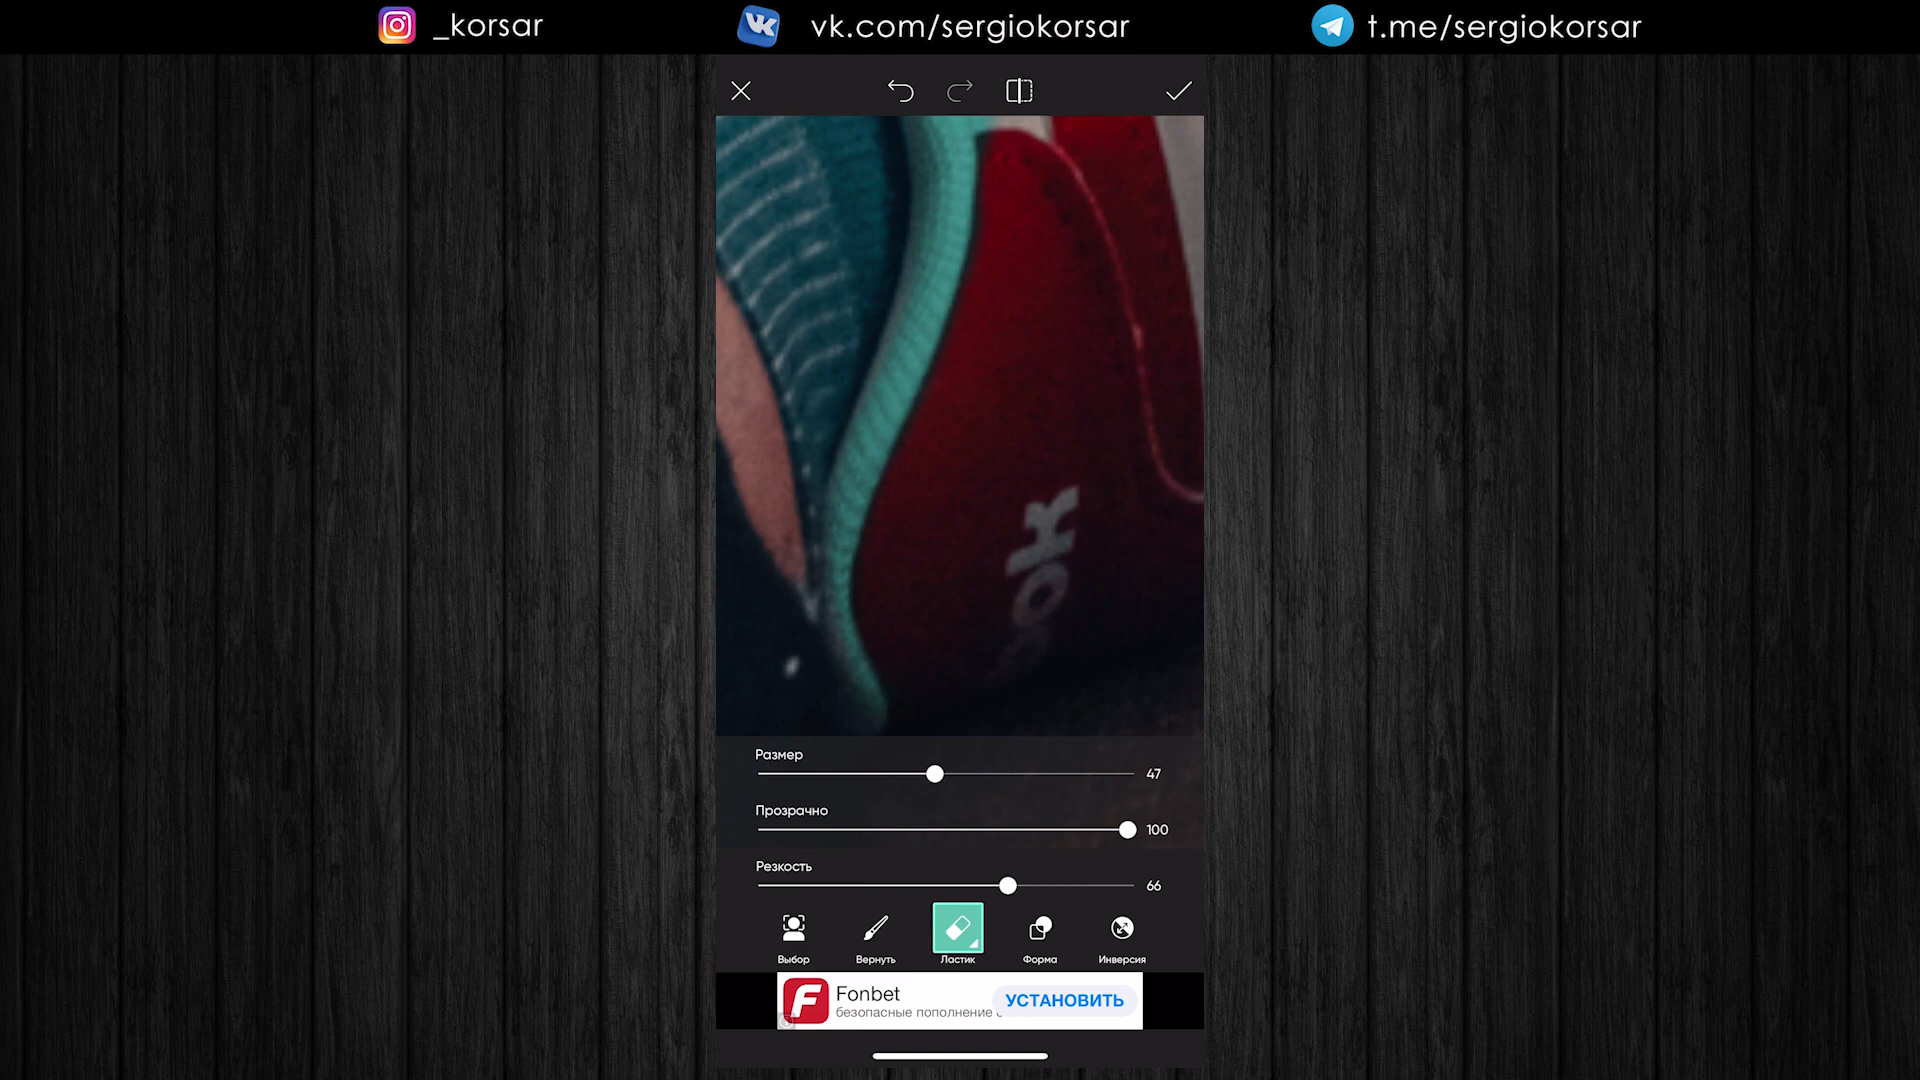 _korsar
vk.com/sergiokorsar
t.me/sergiokorsar
ok
Размер
47
Прозрачно
100
Резкость
66
Выбор
Вернуть
Ластик
Форма
Инверсия
Fonbet
безопасные пополнение
УСТАНОВИТЬ